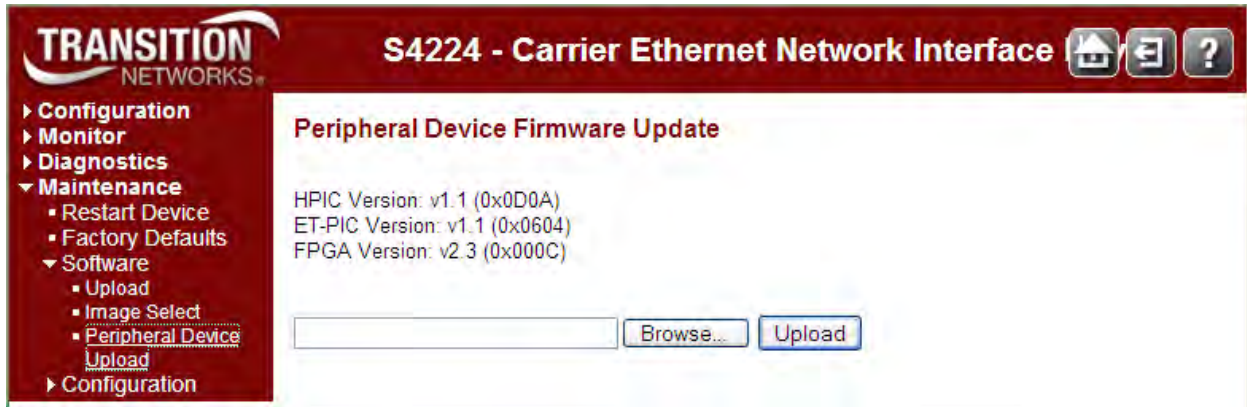 TRANSITION
NETWORKS®
S4224 - Carrier Ethernet Network Interface
?
Configuration
Monitor
Diagnostics
Maintenance
Restart Device
Factory Defaults
Software
Upload
Image Select
Peripheral Device
Upload
Configuration
Peripheral Device Firmware Update
HPIC Version: v1.1 (0x0D0A)
ET-PIC Version: v1.1 (0x0604)
FPGA Version: v2.3 (0x000C)
Browse...
Upload